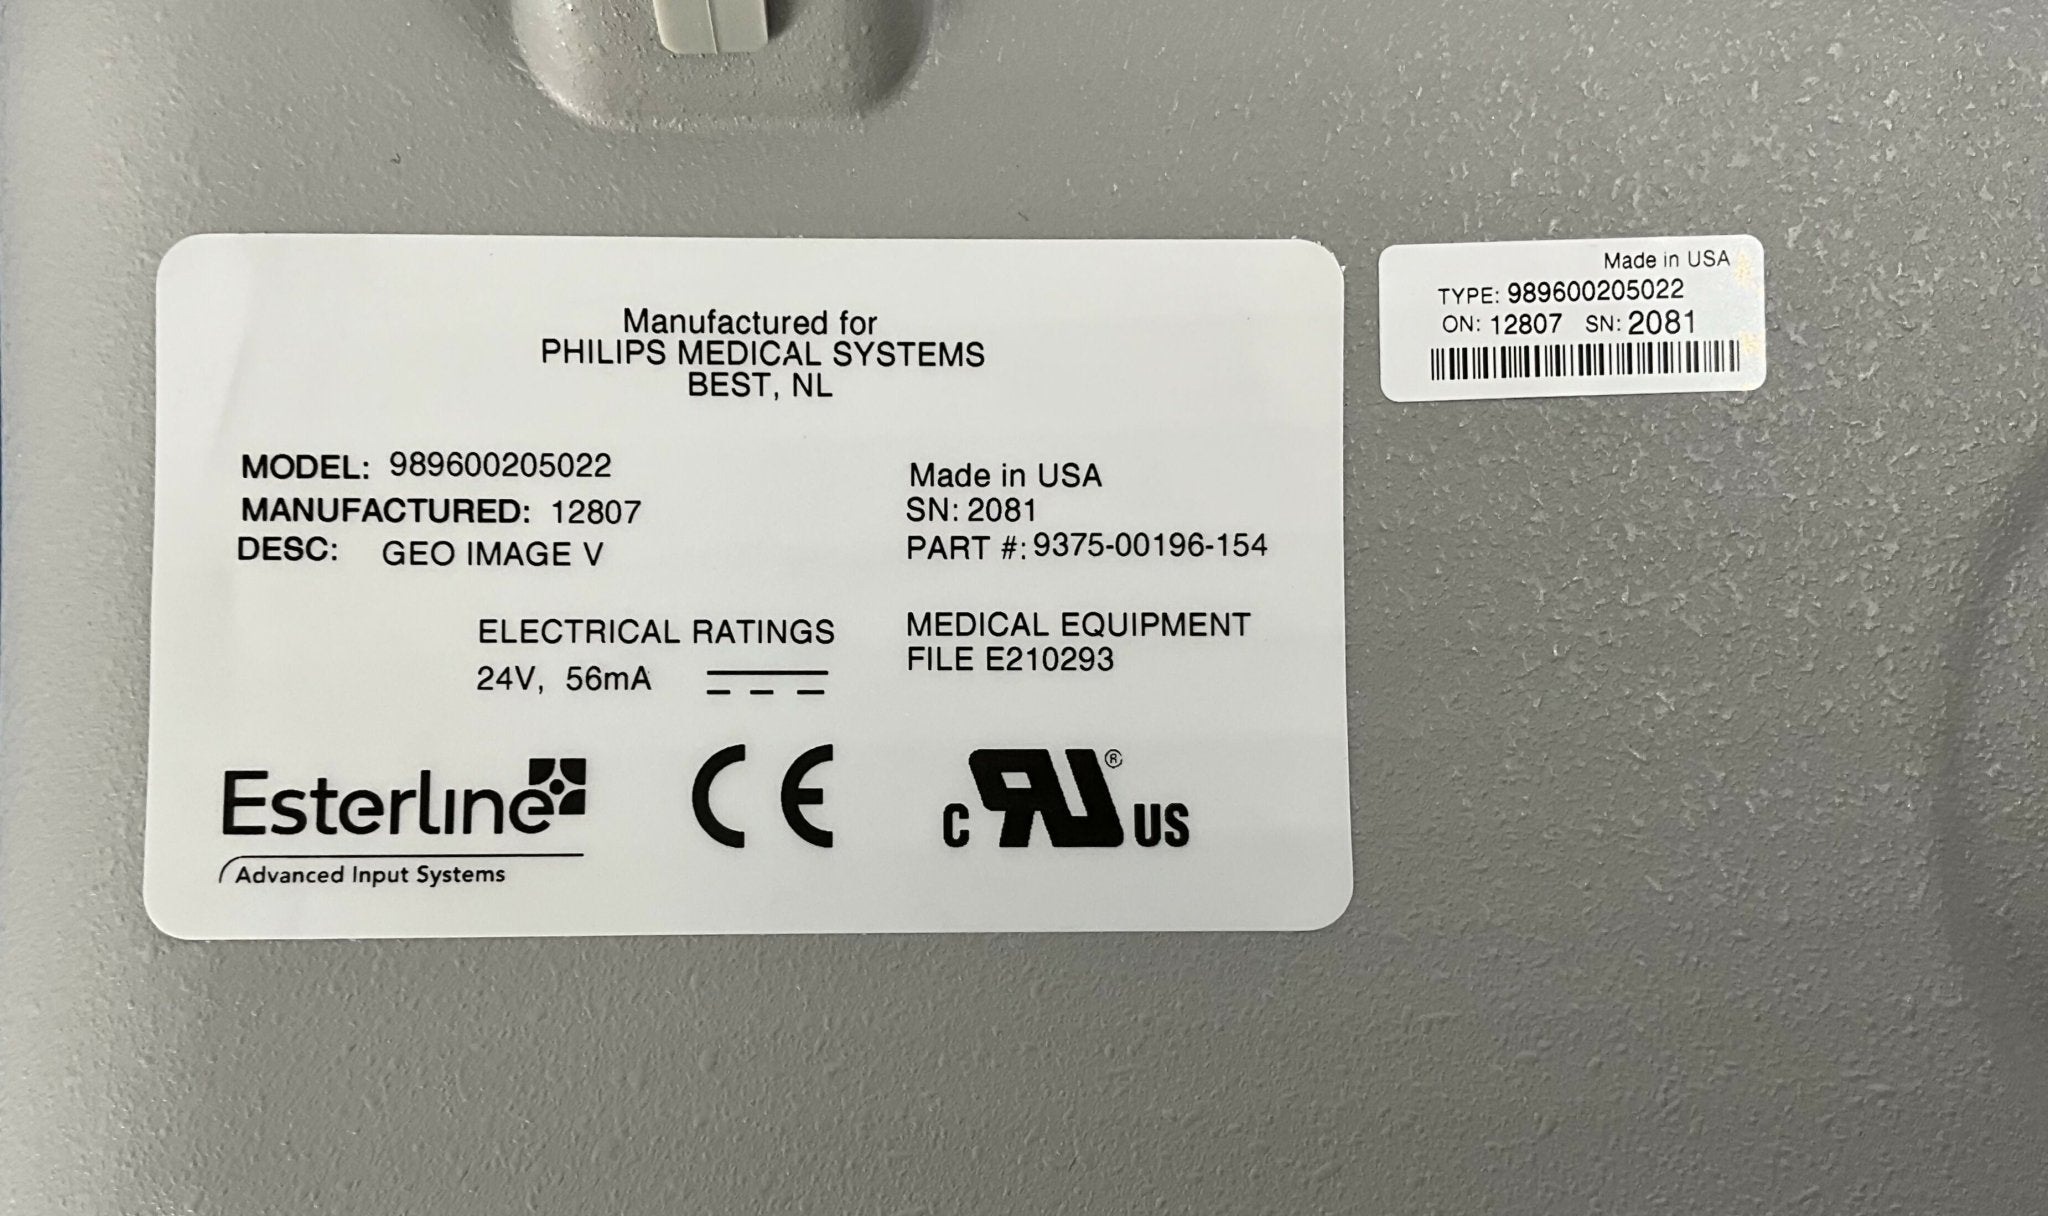 Manufactured for
PHILIPS MEDICAL SYSTEMS
BEST, NL
MODEL: 989600205022
MANUFACTURED: 12807
DESC: GEO IMAGE V
Made in USA
SN: 2081
PART #: 9375-00196-154
ELECTRICAL RATINGS
24V, 56mA
MEDICAL EQUIPMENT
FILE E210293
Esterline
Advanced Input Systems
CE
c RU ® US
Made in USA
TYPE: 989600205022
ON: 12807 SN: 2081